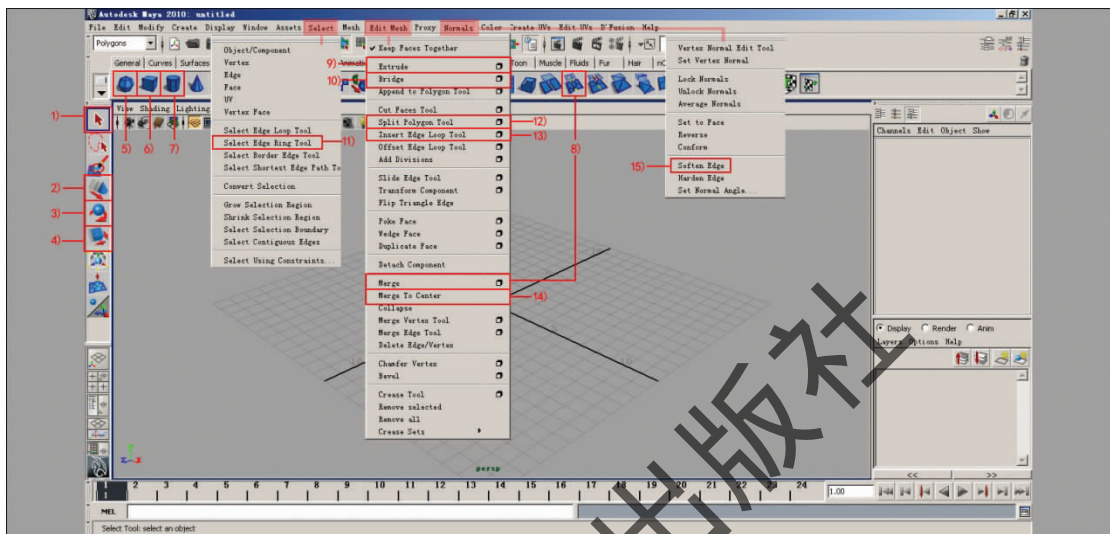 Autodesk Maya 2010: untitled
File Edit Modify Create Display Window Assets Select Mesh Edit Mesh Proxy Normals Color Create UVs Edit UVs D'Fusion Help
Polygons
General Curves Surfaces
Toon Muscle Fluids Fur Hair
View Shading Lighting
1)
2)
3)
4)
5) 6) 7)
Object/Component
Vertex
Edge
Face
UV
Vertex Face
Select Edge Loop Tool
Select Edge Ring Tool
11)
Select Border Edge Tool
Select Shortest Edge Path To
Convert Selection
Grow Selection Region
Shrink Selection Region
Select Selection Boundary
Select Contiguous Edges
Select Using Constraints...
Keep Faces Together
9)
Extrude
10)
Bridge
Append to Polygon Tool
Cut Faces Tool
Split Polygon Tool
12)
Insert Edge Loop Tool
13)
Offset Edge Loop Tool
Add Divisions
Slide Edge Tool
Transform Component
Flip Triangle Edge
Poke Face
Wedge Face
Duplicate Face
Detach Component
Merge
8)
Merge To Center
14)
Collapse
Merge Vertex Tool
Merge Edge Tool
Delete Edge/Vertex
Chamfer Vertex
Bevel
Crease Tool
Remove selected
Remove all
Crease Sets
Vertex Normal Edit Tool
Set Vertex Normal
Lock Normals
Unlock Normals
Average Normals
Set to Face
Reverse
Conform
15)
Soften Edge
Harden Edge
Set Normal Angle...
Channels Edit Object Show
Display Render Anim
Layers Options Help
<< >>
persp
1 2 3 4 5 6 7 8 9 10 11 12 13 14 15 16 17 18 19 20 21 22 23 24
1
1.00
MEL
Select Tool: select an object
出版社